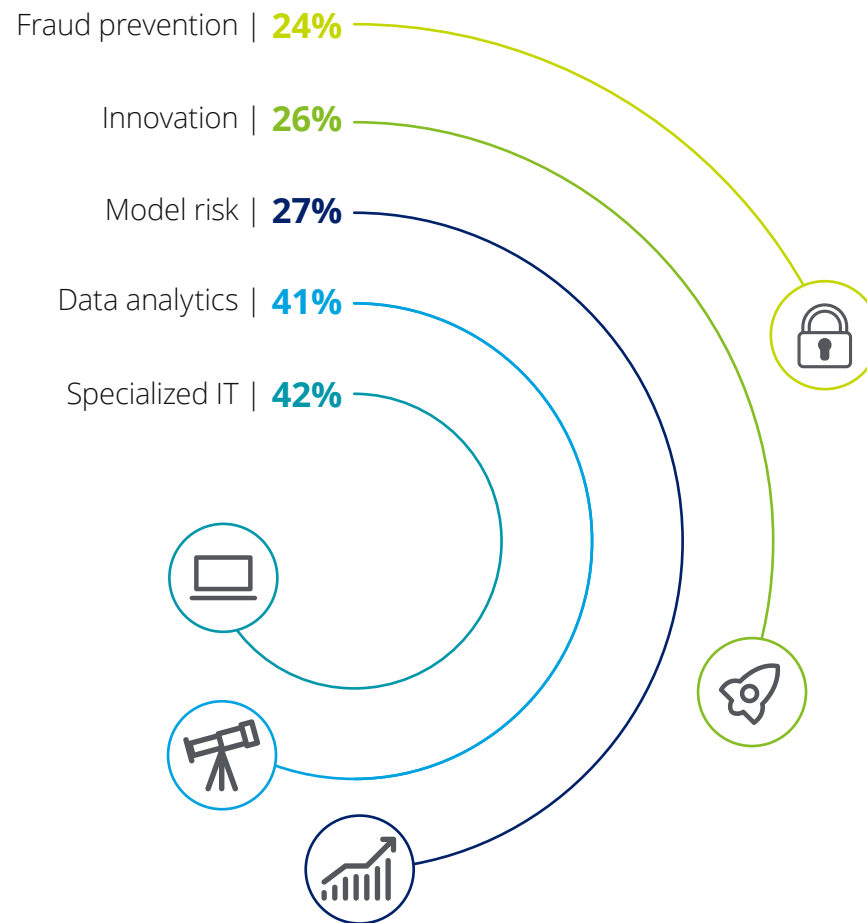 Fraud prevention | 24%
Innovation | 26%
Model risk | 27%
Data analytics | 41%
Specialized IT | 42%